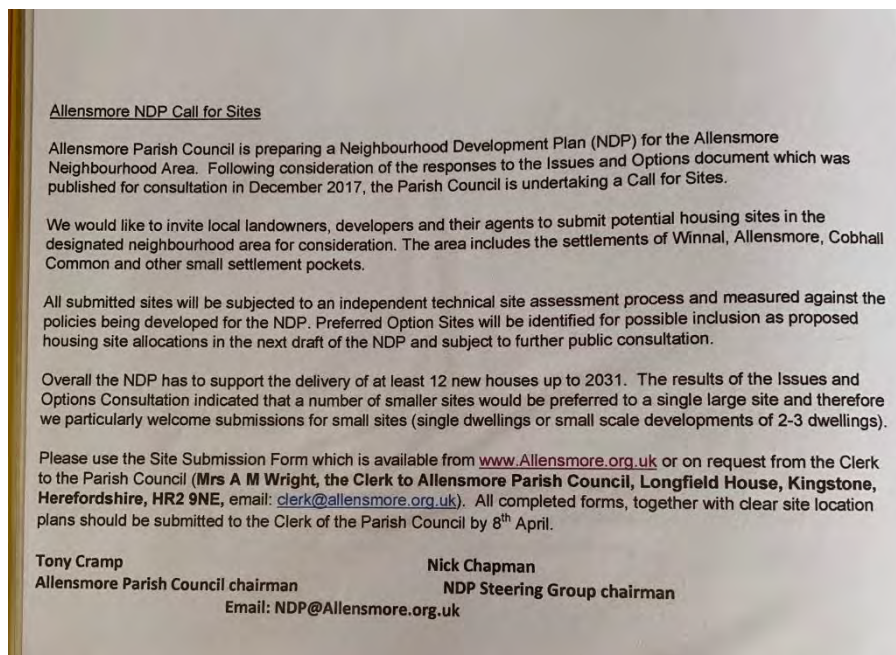 Allensmore NDP Call for Sites
Allensmore Parish Council is preparing a Neighbourhood Development Plan (NDP) for the Allensmore
Neighbourhood Area. Following consideration of the responses to the Issues and Options document which was
published for consultation in December 2017, the Parish Council is undertaking a Call for Sites.
We would like to invite local landowners, developers and their agents to submit potential housing sites in the
designated neighbourhood area for consideration. The area includes the settlements of Winnal, Allensmore, Cobhall
Common and other small settlement pockets.
All submitted sites will be subjected to an independent technical site assessment process and measured against the
policies being developed for the NDP. Preferred Option Sites will be identified for possible inclusion as proposed
housing site allocations in the next draft of the NDP and subject to further public consultation.
Overall the NDP has to support the delivery of at least 12 new houses up to 2031. The results of the Issues and
Options Consultation indicated that a number of smaller sites would be preferred to a single large site and therefore
we particularly welcome submissions for small sites (single dwellings or small scale developments of 2-3 dwellings).
Please use the Site Submission Form which is available from www.Allensmore.org.uk or on request from the Clerk
to the Parish Council (Mrs A M Wright, the Clerk to Allensmore Parish Council, Longfield House, Kingstone,
Herefordshire, HR2 9NE, email: clerk@allensmore.org.uk). All completed forms, together with clear site location
plans should be submitted to the Clerk of the Parish Council by 8th April.
Tony Cramp Nick Chapman
Allensmore Parish Council chairman NDP Steering Group chairman
Email: NDP@Allensmore.org.uk